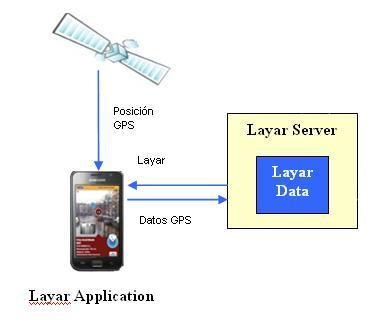 Posición
GPS
Layar
Layar Server
Layar
Data
Datos GPS
Layar Application